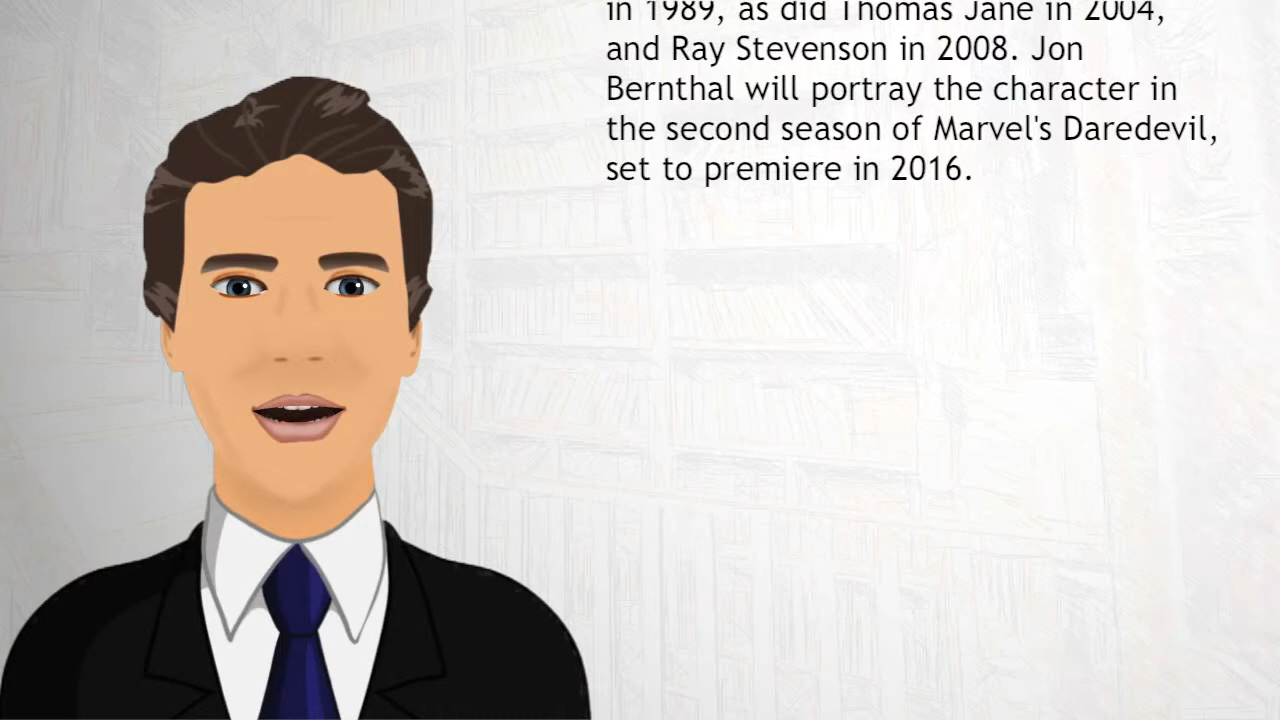 in 1989, as did Thomas Jane in 2004,
and Ray Stevenson in 2008. Jon
Bernthal will portray the character in
the second season of Marvel's Daredevil,
set to premiere in 2016.